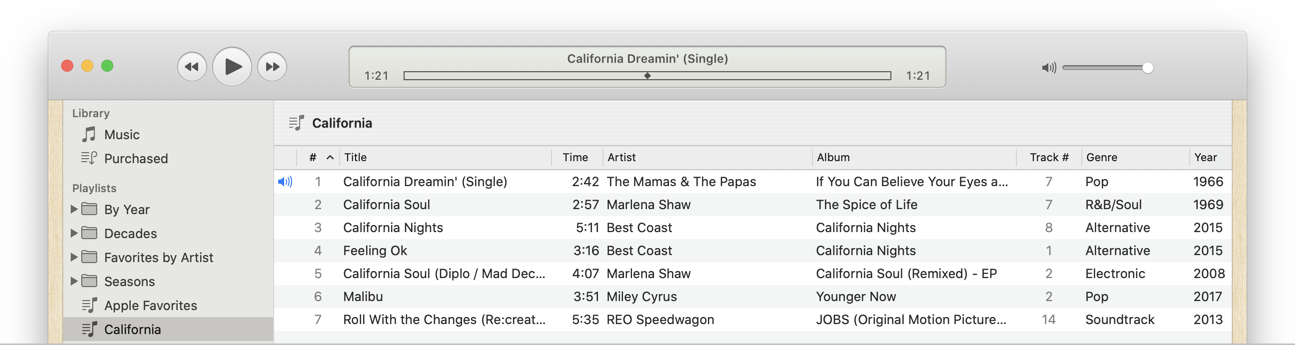 California Dreamin' (Single)
1:21 1:21
Library
Music
Purchased
Playlists
By Year
Decades
Favorites by Artist
Seasons
Apple Favorites
California
California
# Title Time Artist Album Track # Genre Year
1 California Dreamin' (Single) 2:42 The Mamas & The Papas If You Can Believe Your Eyes a... 7 Pop 1966
2 California Soul 2:57 Marlena Shaw The Spice of Life 7 R&B/Soul 1969
3 California Nights 5:11 Best Coast California Nights 8 Alternative 2015
4 Feeling Ok 3:16 Best Coast California Nights 1 Alternative 2015
5 California Soul (Diplo / Mad Dec... 4:07 Marlena Shaw California Soul (Remixed) - EP 2 Electronic 2008
6 Malibu 3:51 Miley Cyrus Younger Now 2 Pop 2017
7 Roll With the Changes (Re:creat... 5:35 REO Speedwagon JOBS (Original Motion Picture... 14 Soundtrack 2013